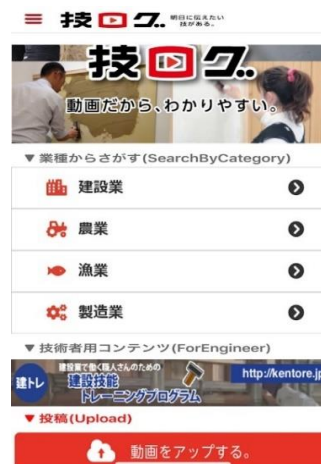 技ログ. 明日に伝えたい
技がある。
技ログ.
動画だから、わかりやすい。
▼業種からさがす(SearchByCategory)
建設業
農業
漁業
製造業
▼技術者用コンテンツ(ForEngineer)
建設業で働く職人さんのための
建トレ 建設技能 http://kentore.jp
トレーニングプログラム
▼投稿(Upload)
動画をアップする。